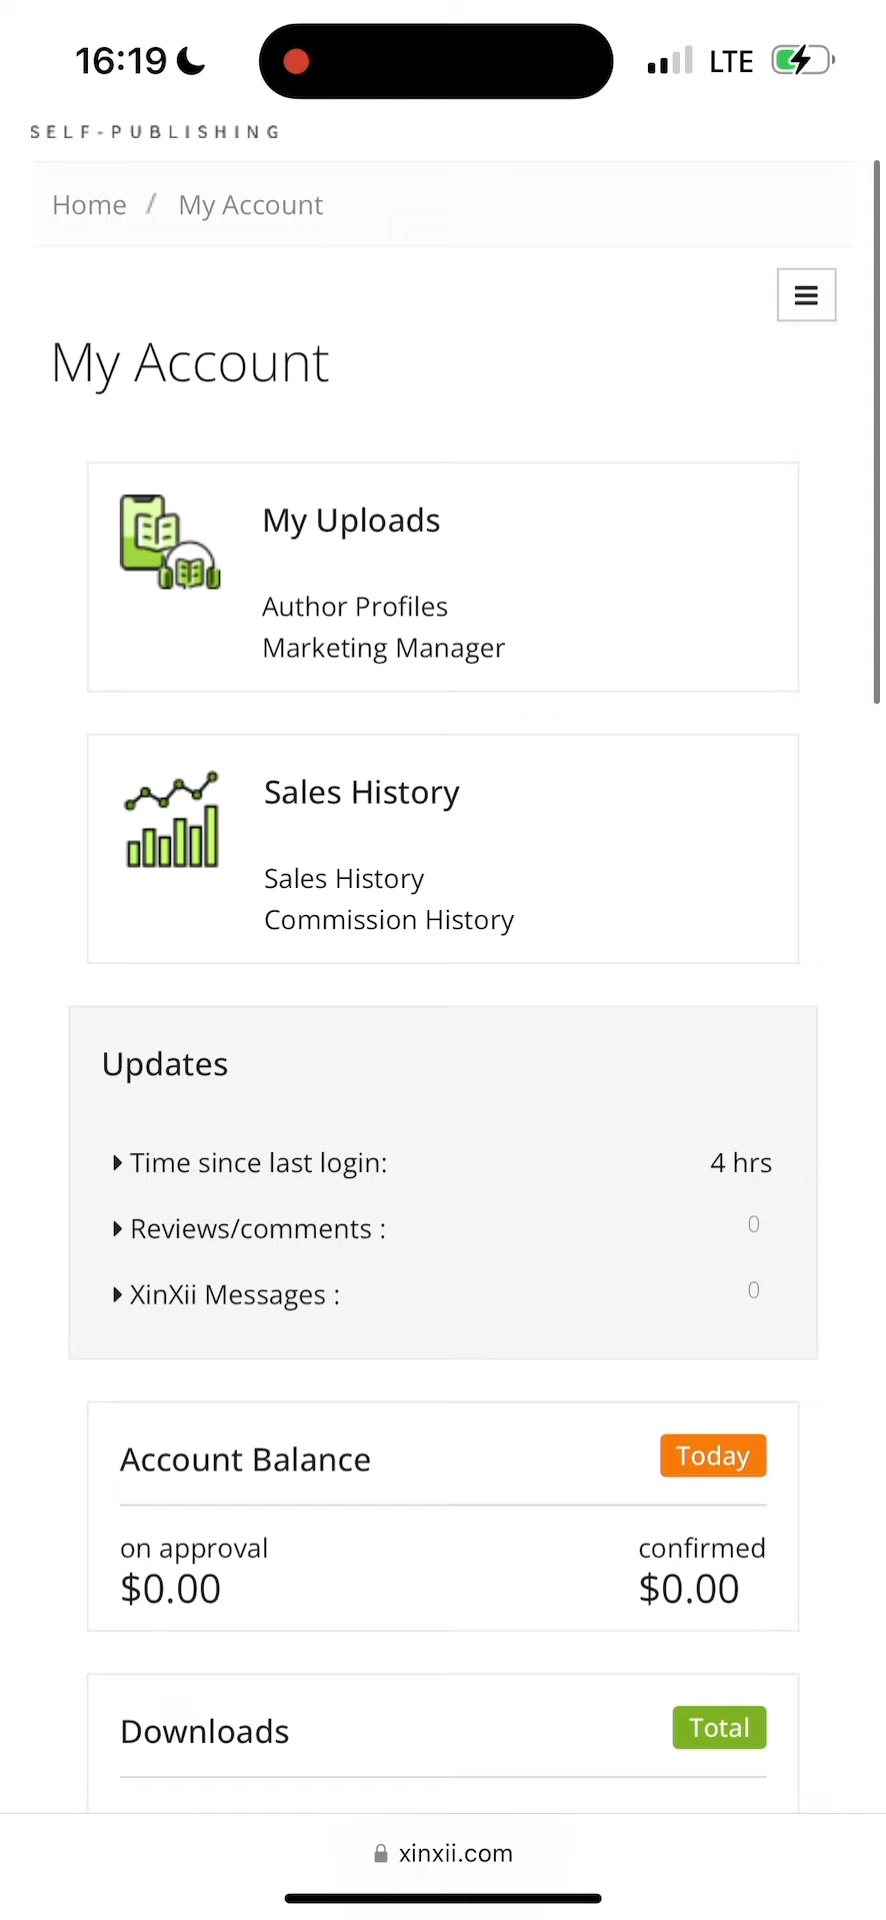 16:19
LTE
SELF-PUBLISHING
Home / My Account
My Account
My Uploads
Author Profiles
Marketing Manager
Sales History
Sales History
Commission History
Updates
Time since last login: 4 hrs
Reviews/comments : 0
XinXii Messages : 0
Account Balance Today
on approval confirmed
$0.00 $0.00
Downloads Total
xinxii.com